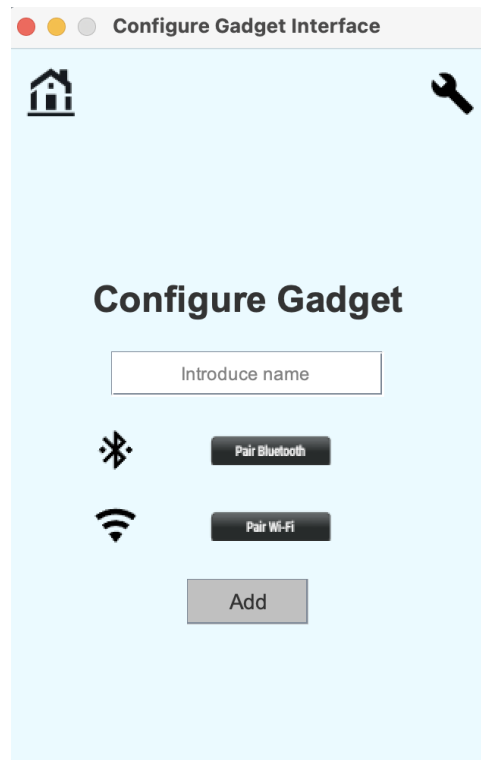 Configure Gadget Interface
Configure Gadget
Introduce name
Pair Bluetooth
Pair Wi-Fi
Add